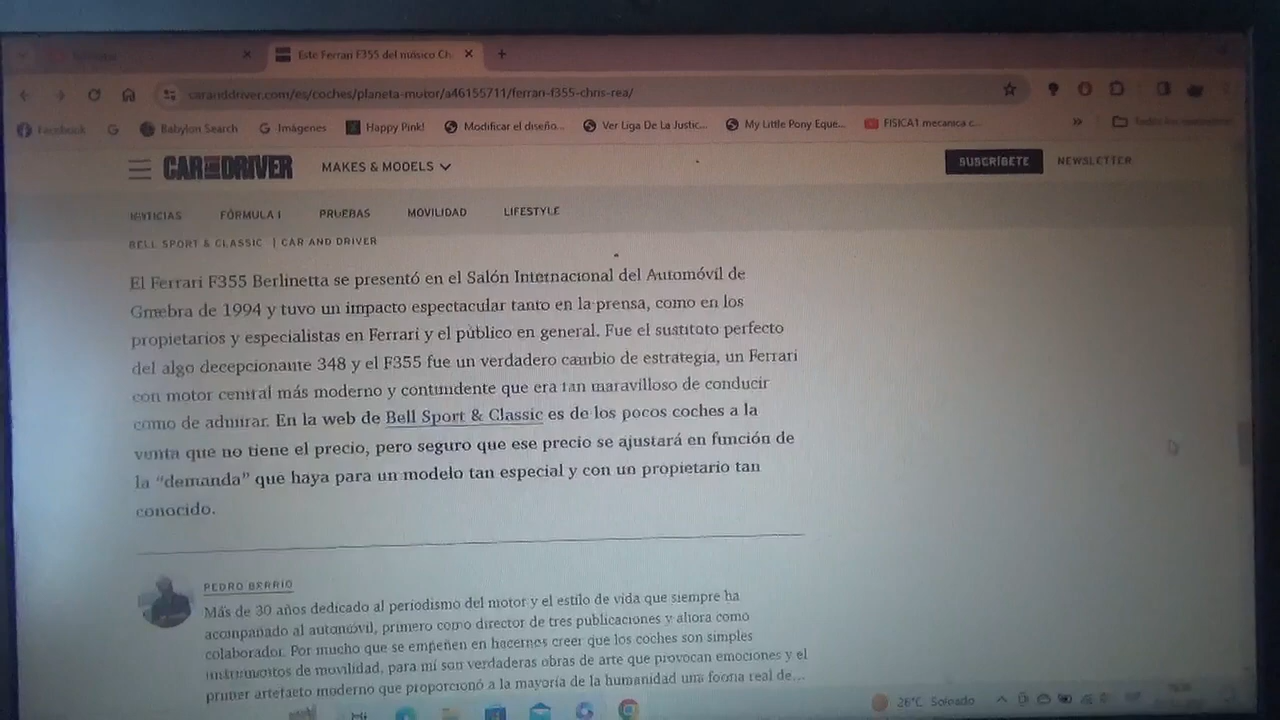 Este Ferrari F355 del músico Ch
caranddriver.com/es/coches/planeta-motor/a46155711/ferrari-f355-chris-rea/
Facebook G Babylon Search Imágenes Happy Pink! Modificar el diseño... Ver Liga De La Justic... My Little Pony Eque... FISICA1 mecanica c... »
CAR AND DRIVER MAKES & MODELS SUSCRÍBETE NEWSLETTER
NOTICIAS FÓRMULA 1 PRUEBAS MOVILIDAD LIFESTYLE
BELL SPORT & CLASSIC | CAR AND DRIVER
El Ferrari F355 Berlinetta se presentó en el Salón Internacional del Automóvil de
Ginebra de 1994 y tuvo un impacto espectacular tanto en la prensa, como en los
propietarios y especialistas en Ferrari y el público en general. Fue el sustituto perfecto
del algo decepcionante 348 y el F355 fue un verdadero cambio de estrategia, un Ferrari
con motor central más moderno y contundente que era tan maravilloso de conducir
como de admirar. En la web de Bell Sport & Classic es de los pocos coches a la
venta que no tiene el precio, pero seguro que ese precio se ajustará en función de
la “demanda” que haya para un modelo tan especial y con un propietario tan
conocido.
PEDRO BERRIO
Más de 30 años dedicado al periodismo del motor y el estilo de vida que siempre ha
acompañado al automóvil, primero como director de tres publicaciones y ahora como
colaborador. Por mucho que se empeñen en hacernos creer que los coches son simples
instrumentos de movilidad, para mí son verdaderas obras de arte que provocan emociones y el
primer artefacto moderno que proporcionó a la mayoría de la humanidad una forma real de...
26°C Soleado